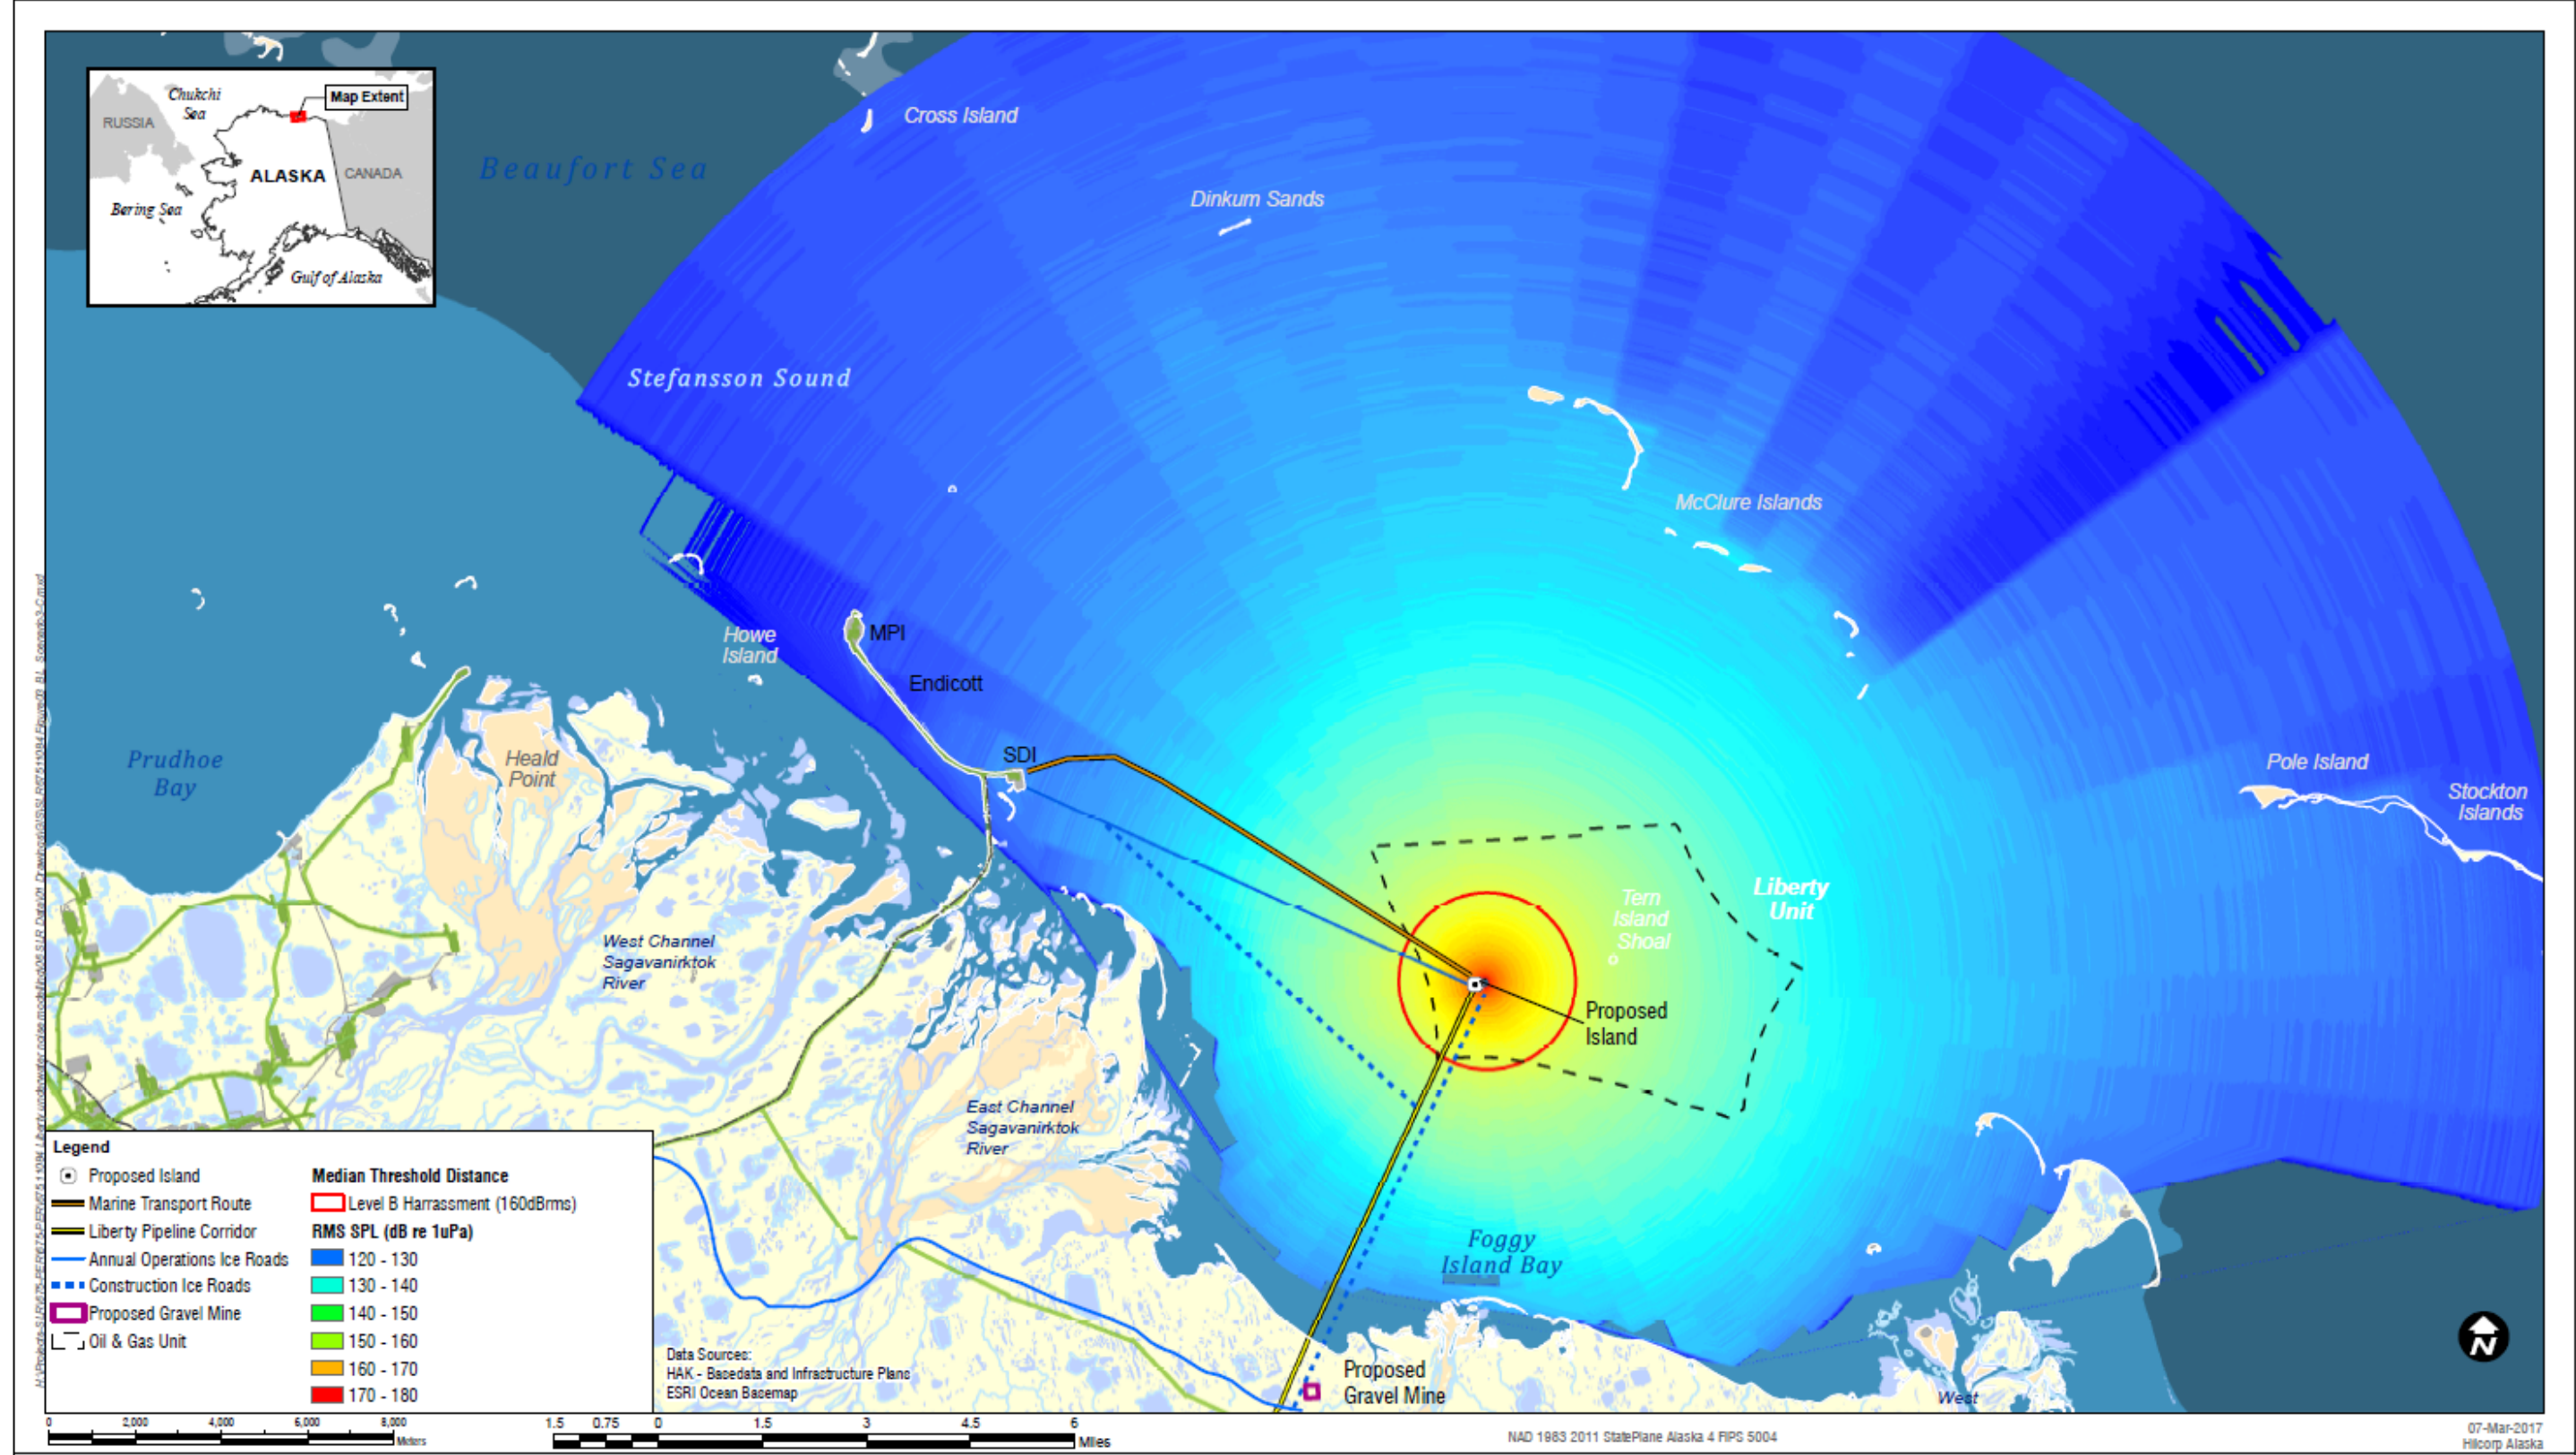 Chukchi
Sea
Map Extent
RUSSIA
ALASKA
CANADA
Bering Sea
Gulf of Alaska
Beaufort Sea
Cross Island
Dinkum Sands
Stefansson Sound
McClure Islands
Howe
Island
MPI
Endicott
SDI
Prudhoe
Bay
Heald
Point
Pole Island
Stockton
Islands
Liberty
Unit
Tern
Island
Shoal
Proposed
Island
West Channel
Sagavanirktok
River
East Channel
Sagavanirktok
River
Foggy
Island Bay
Proposed
Gravel Mine
West
Legend
Proposed Island
Marine Transport Route
Liberty Pipeline Corridor
Annual Operations Ice Roads
Construction Ice Roads
Proposed Gravel Mine
Oil & Gas Unit
Median Threshold Distance
Level B Harrassment (160dBrms)
RMS SPL (dB re 1uPa)
120 - 130
130 - 140
140 - 150
150 - 160
160 - 170
170 - 180
Data Sources:
HAK - Basedata and Infrastructure Plans
ESRI Ocean Basemap
0 2,000 4,000 6,000 8,000
Meters
1.5 0.75 0 1.5 3 4.5 6
Miles
NAD 1983 2011 StatePlane Alaska 4 FIPS 5004
N
07-Mar-2017
Hilcorp Alaska